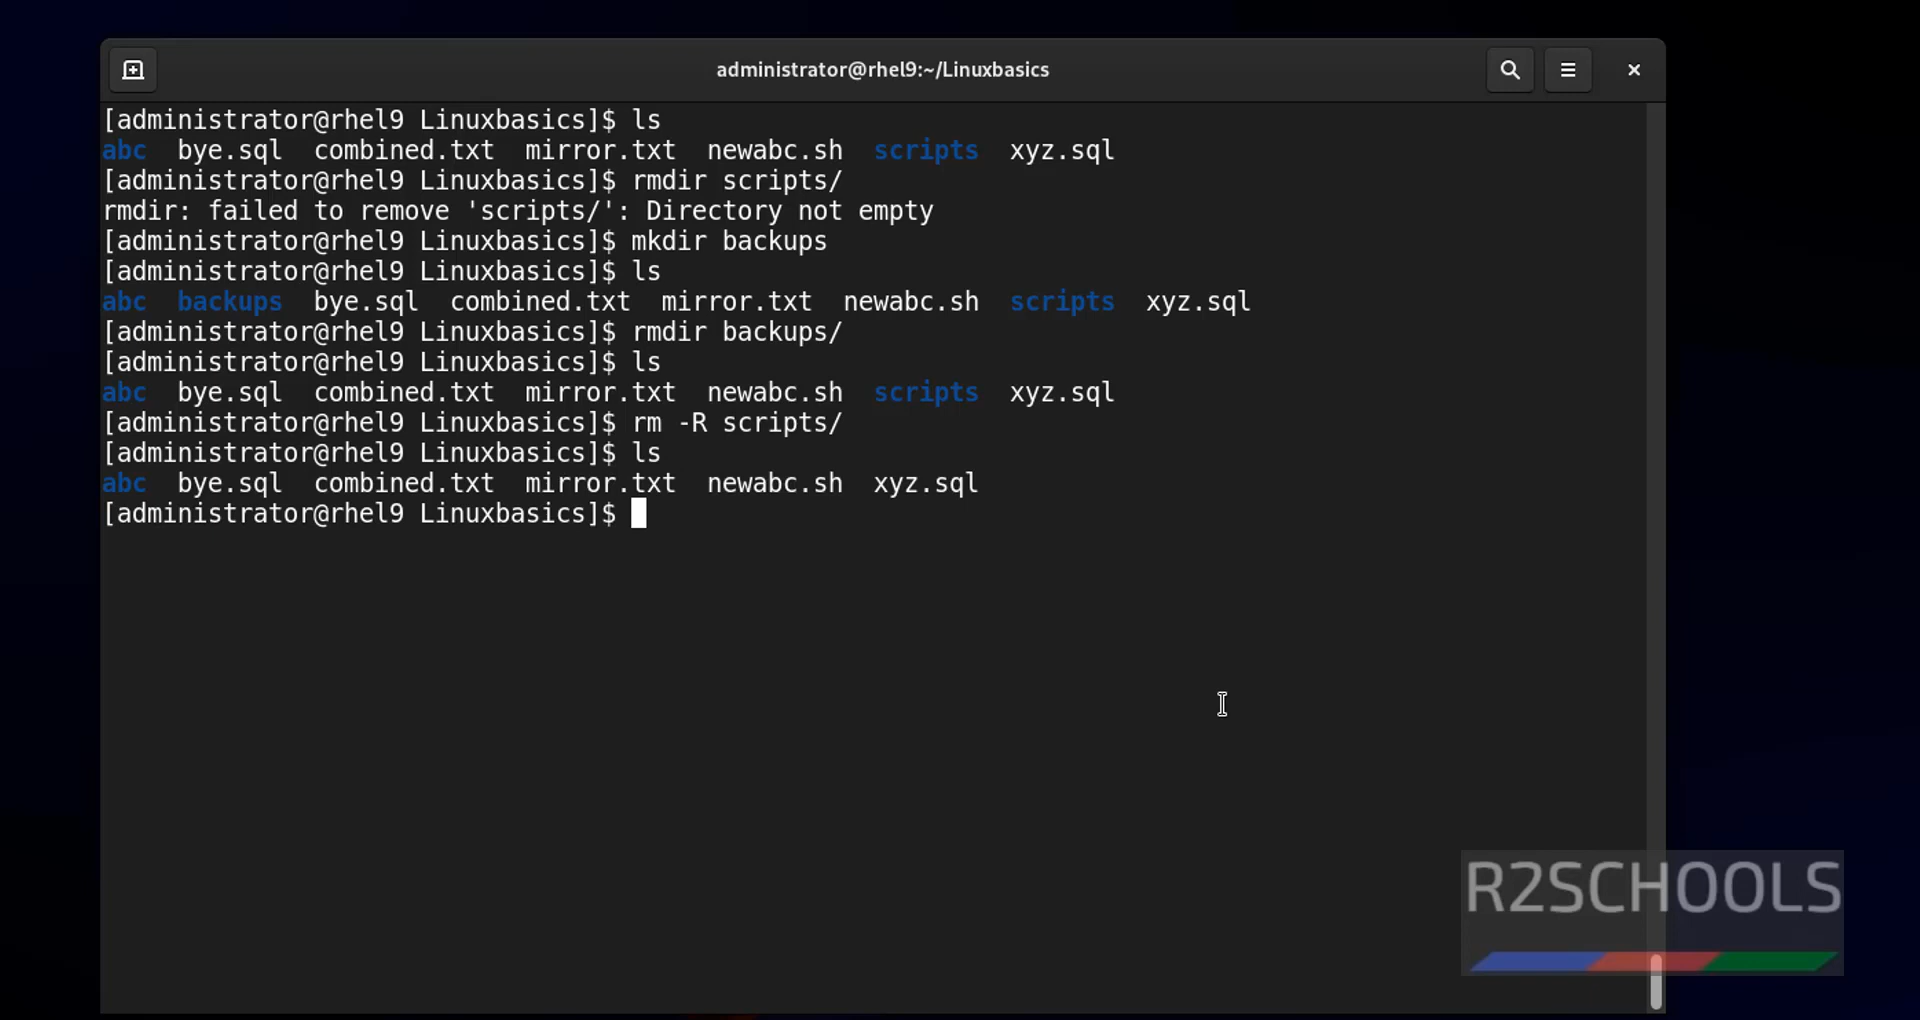 administrator@rhel9:~/Linuxbasics
[administrator@rhel9 Linuxbasics]$ ls
abc  bye.sql  combined.txt  mirror.txt  newabc.sh  scripts  xyz.sql
[administrator@rhel9 Linuxbasics]$ rmdir scripts/
rmdir: failed to remove 'scripts/': Directory not empty
[administrator@rhel9 Linuxbasics]$ mkdir backups
[administrator@rhel9 Linuxbasics]$ ls
abc  backups  bye.sql  combined.txt  mirror.txt  newabc.sh  scripts  xyz.sql
[administrator@rhel9 Linuxbasics]$ rmdir backups/
[administrator@rhel9 Linuxbasics]$ ls
abc  bye.sql  combined.txt  mirror.txt  newabc.sh  scripts  xyz.sql
[administrator@rhel9 Linuxbasics]$ rm -R scripts/
[administrator@rhel9 Linuxbasics]$ ls
abc  bye.sql  combined.txt  mirror.txt  newabc.sh  xyz.sql
[administrator@rhel9 Linuxbasics]$
R2SCHOOLS